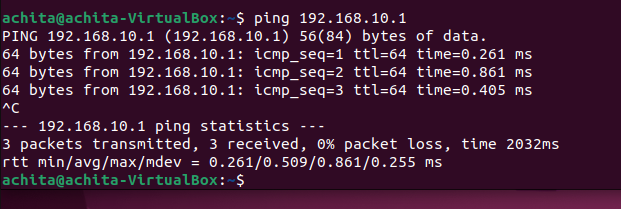 achita@achita-VirtualBox:~$ ping 192.168.10.1
PING 192.168.10.1 (192.168.10.1) 56(84) bytes of data.
64 bytes from 192.168.10.1: icmp_seq=1 ttl=64 time=0.261 ms
64 bytes from 192.168.10.1: icmp_seq=2 ttl=64 time=0.861 ms
64 bytes from 192.168.10.1: icmp_seq=3 ttl=64 time=0.405 ms
^C
--- 192.168.10.1 ping statistics ---
3 packets transmitted, 3 received, 0% packet loss, time 2032ms
rtt min/avg/max/mdev = 0.261/0.509/0.861/0.255 ms
achita@achita-VirtualBox:~$